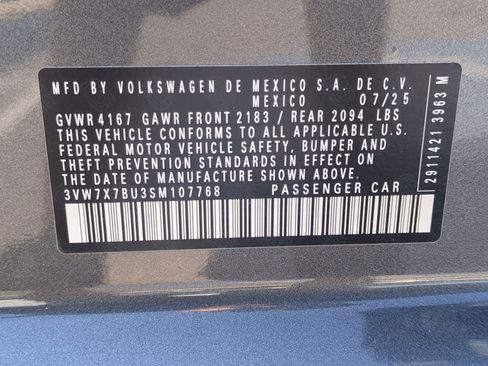 MFD BY VOLKSWAGEN DE MEXICO S.A. DE C.V.
MEXICO 07/25
GVWR 4167 GAWR FRONT 2183 / REAR 2094 LBS
THIS VEHICLE CONFORMS TO ALL APPLICABLE U.S.
FEDERAL MOTOR VEHICLE SAFETY, BUMPER AND
THEFT PREVENTION STANDARDS IN EFFECT ON
THE DATE OF MANUFACTURE SHOWN ABOVE.
3VW7X7BU3SM107768 PASSENGER CAR
2911421 3963 M